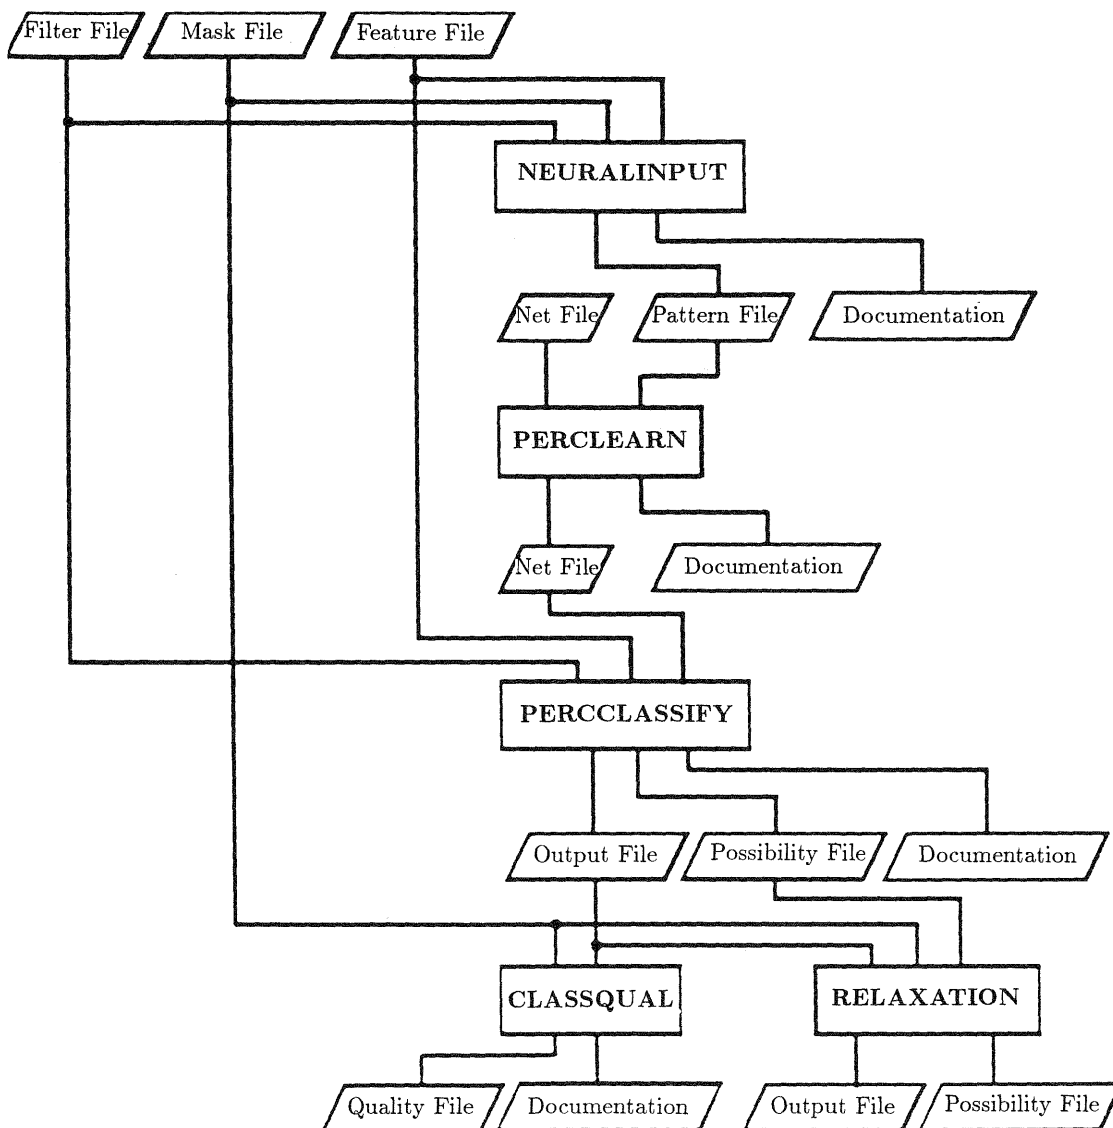 Filter File
Mask File
Feature File
NEURALINPUT
Net File
Pattern File
Documentation
PERCLEARN
Net File
Documentation
PERCCLASSIFY
Output File
Possibility File
Documentation
CLASSQUAL
RELAXATION
Quality File
Documentation
Output File
Possibility File